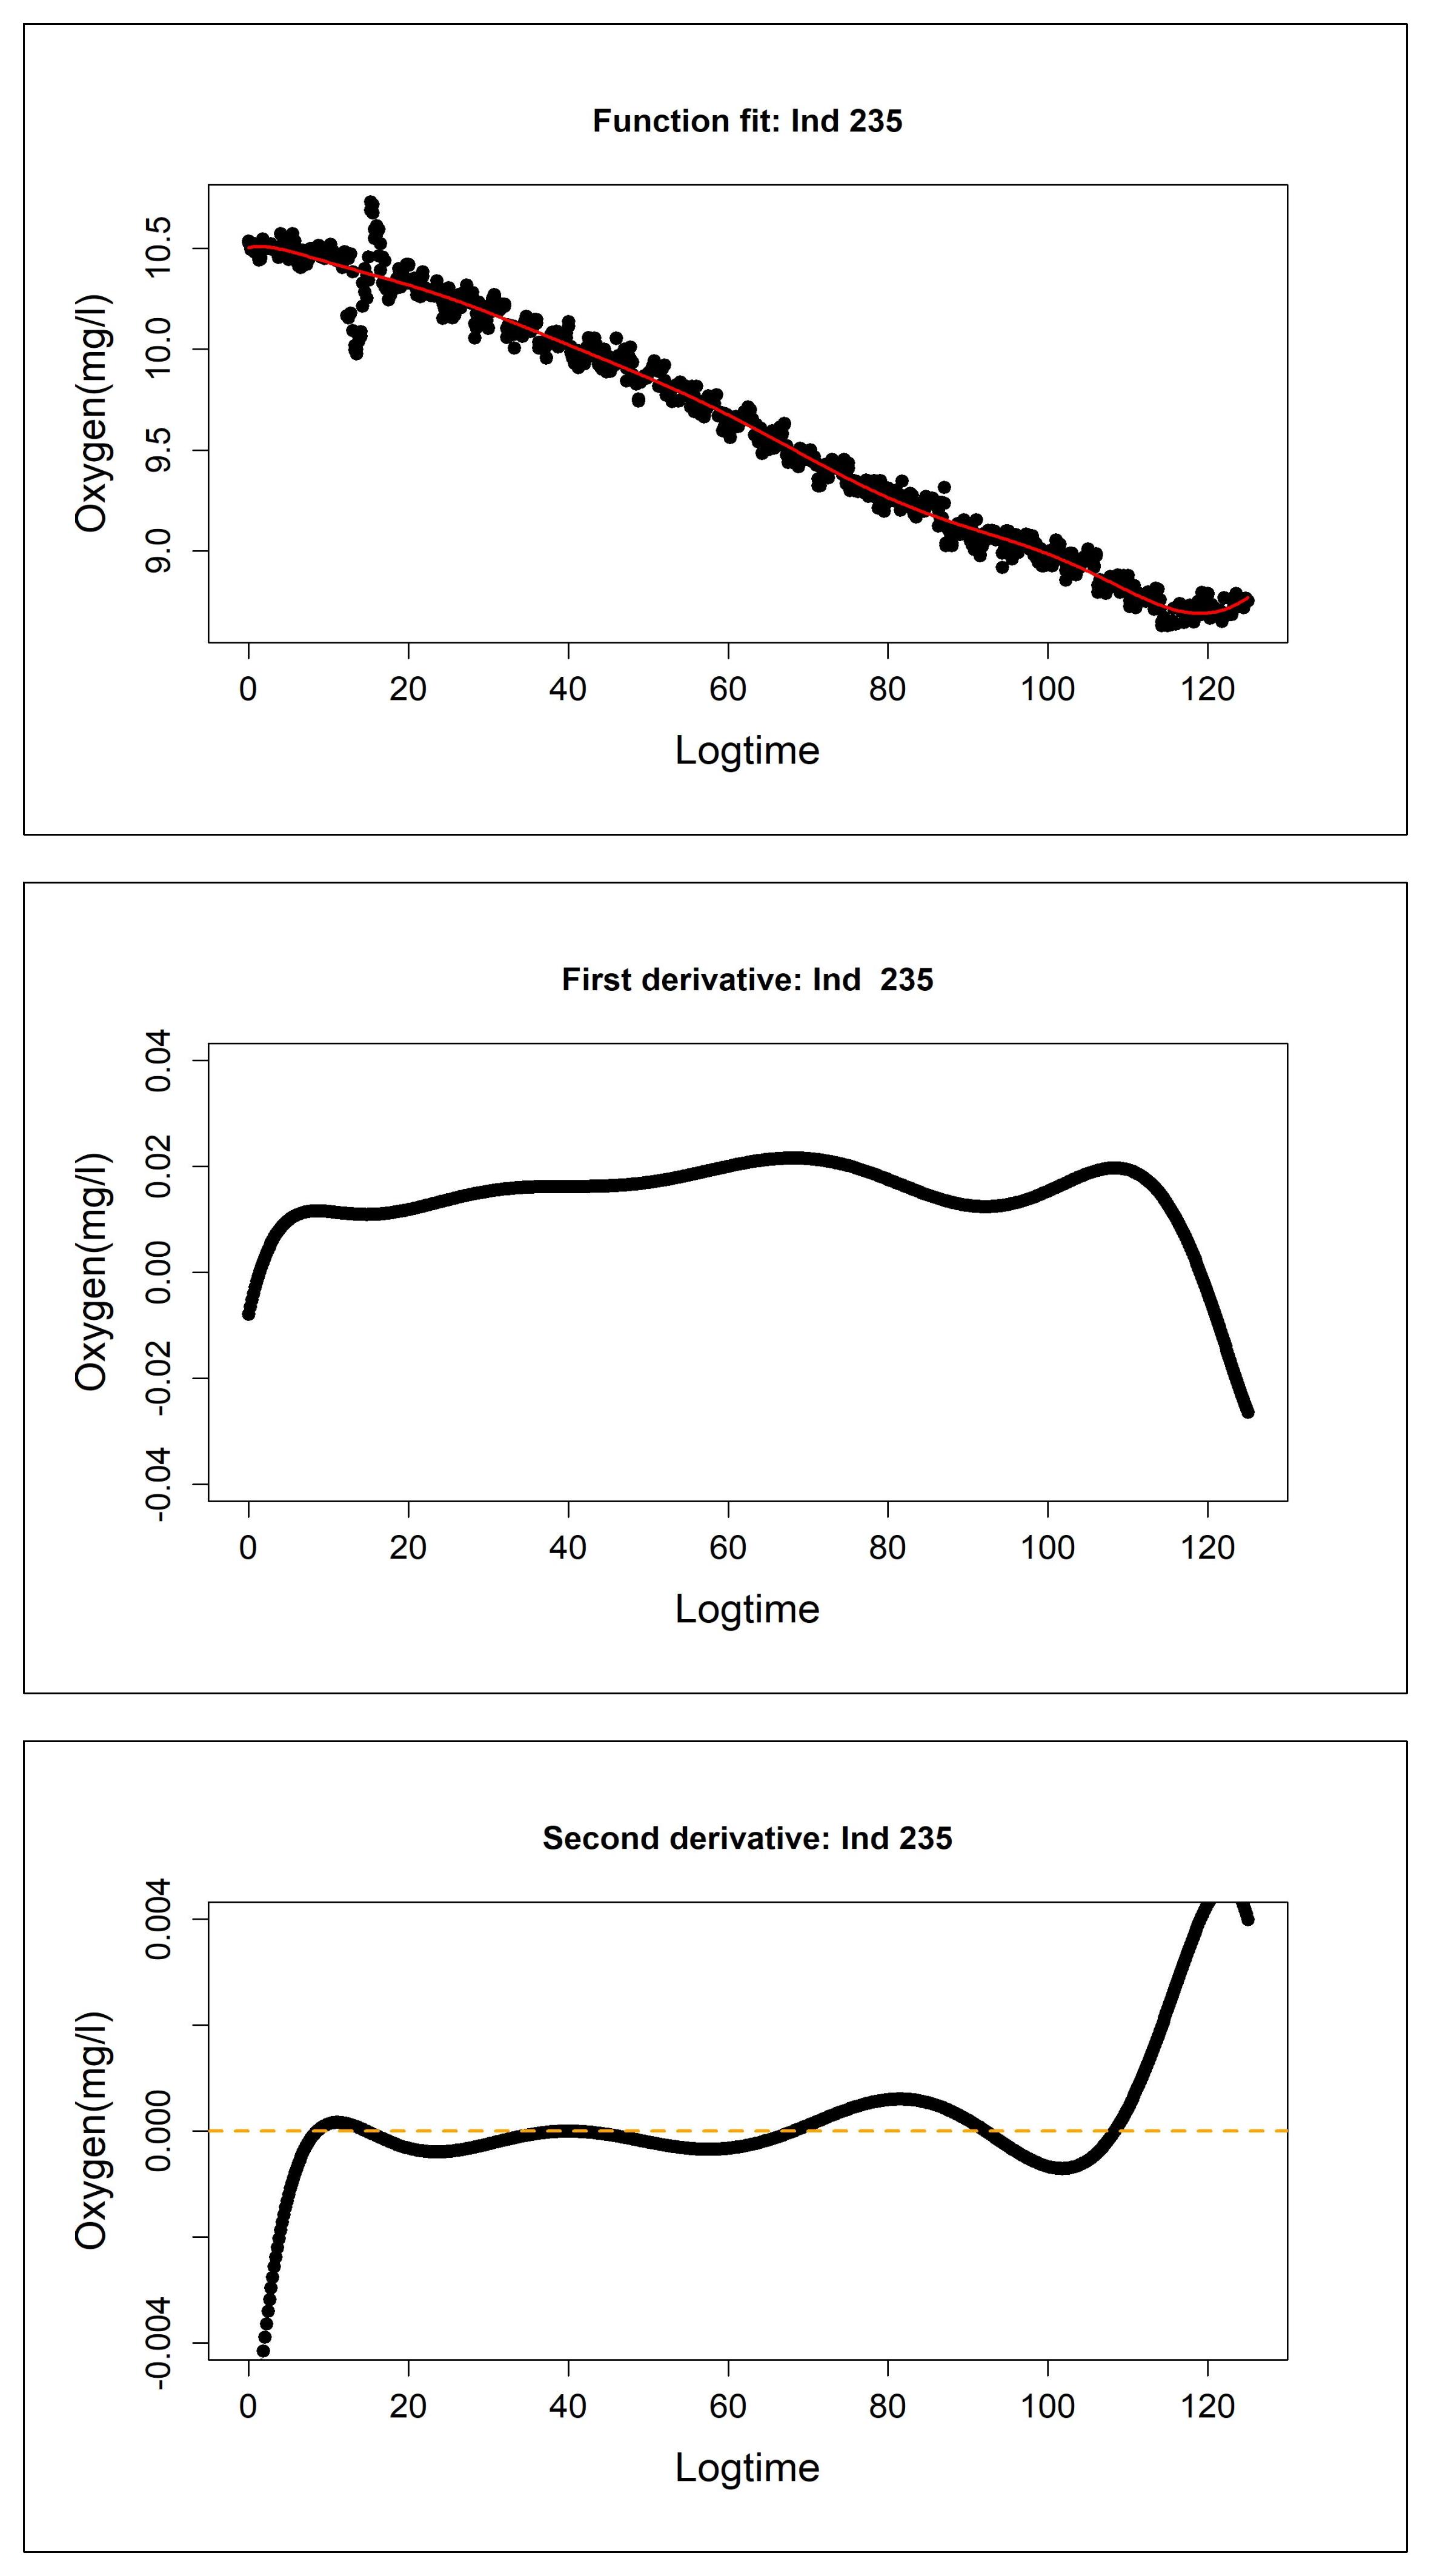 Function fit: Ind 235
Oxygen(mg/l)
10.5
10.0
9.5
9.0
0 20 40 60 80 100 120
Logtime
First derivative: Ind  235
Oxygen(mg/l)
0.04
0.02
0.00
-0.02
-0.04
0 20 40 60 80 100 120
Logtime
Second derivative: Ind 235
Oxygen(mg/l)
0.004
0.000
-0.004
0 20 40 60 80 100 120
Logtime